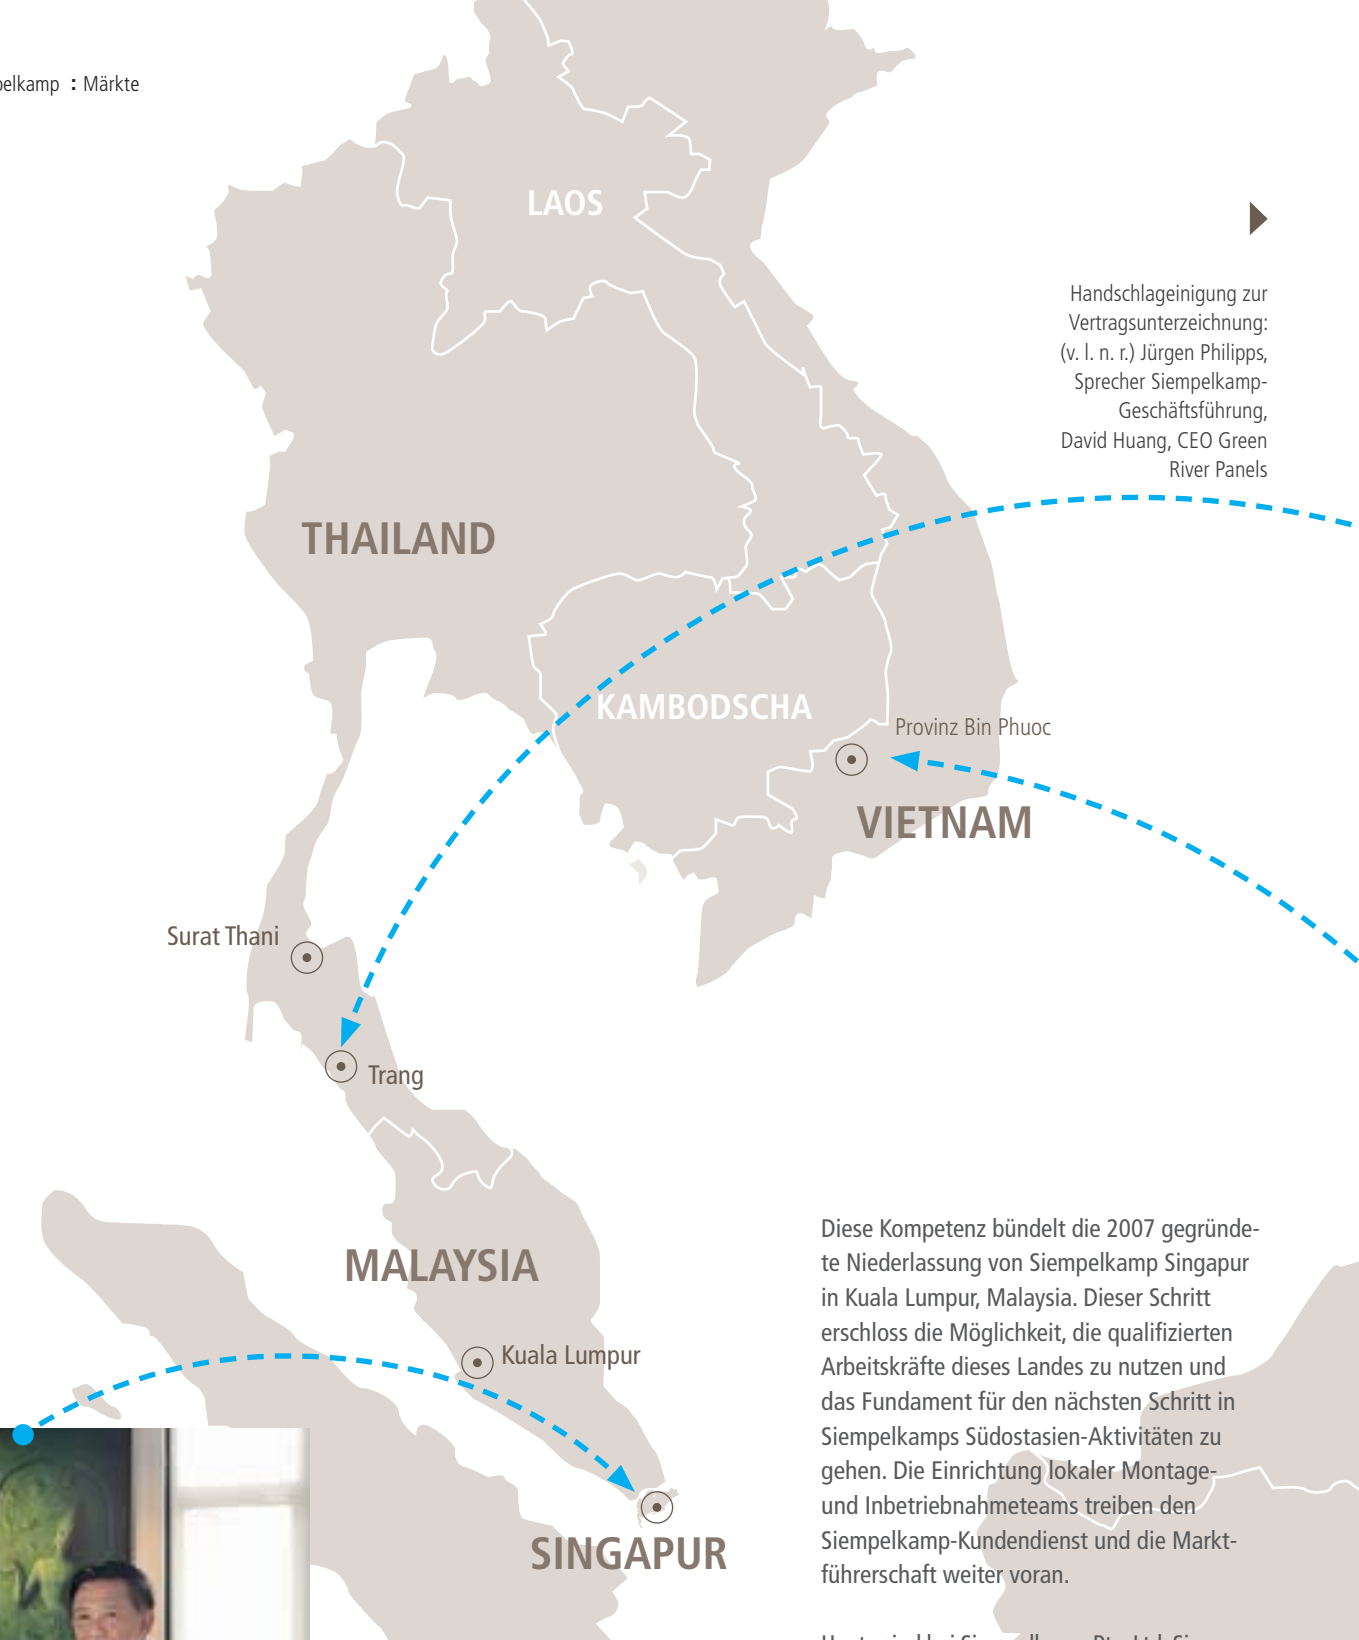 : Märkte
LAOS
Handschlageinigung zur
Vertragsunterzeichnung:
(v. l. n. r.) Jürgen Philipps,
Sprecher Siempelkamp-
Geschäftsführung,
David Huang, CEO Green
River Panels
THAILAND
KAMBODSCHA
Provinz Bin Phuoc
VIETNAM
Surat Thani
Trang
MALAYSIA
Kuala Lumpur
SINGAPUR
Diese Kompetenz bündelt die 2007 gegründe-
te Niederlassung von Siempelkamp Singapur
in Kuala Lumpur, Malaysia. Dieser Schritt
erschloss die Möglichkeit, die qualifizierten
Arbeitskräfte dieses Landes zu nutzen und
das Fundament für den nächsten Schritt in
Siempelkamps Südostasien-Aktivitäten zu
gehen. Die Einrichtung lokaler Montage-
und Inbetriebnahmeteams treiben den
Siempelkamp-Kundendienst und die Markt-
führerschaft weiter voran.